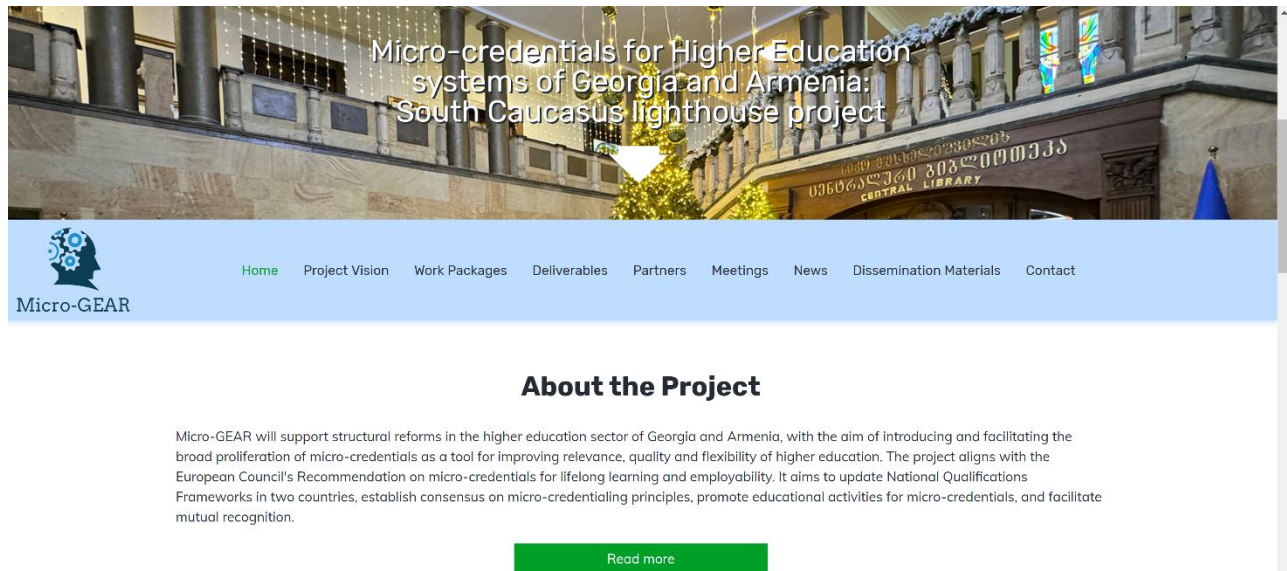 Micro-credentials for Higher Education
systems of Georgia and Armenia:
South Caucasus lighthouse project
ცენტრალური ბიბლიოთეკა
CENTRAL LIBRARY
Micro-GEAR
Home Project Vision Work Packages Deliverables Partners Meetings News Dissemination Materials Contact
About the Project
Micro-GEAR will support structural reforms in the higher education sector of Georgia and Armenia, with the aim of introducing and facilitating the
broad proliferation of micro-credentials as a tool for improving relevance, quality and flexibility of higher education. The project aligns with the
European Council's Recommendation on micro-credentials for lifelong learning and employability. It aims to update National Qualifications
Frameworks in two countries, establish consensus on micro-credentialing principles, promote educational activities for micro-credentials, and facilitate
mutual recognition.
Read more